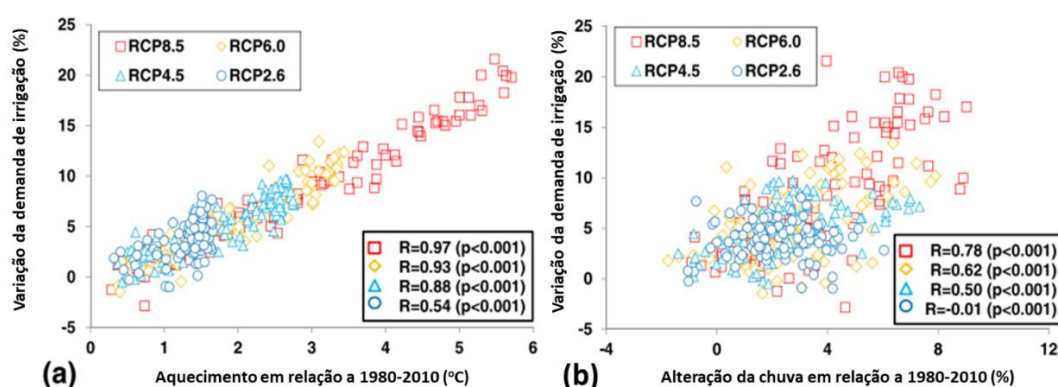 Variação da demanda de irrigação (%)
25
20
15
10
5
0
-5
RCP8.5 RCP6.0
RCP4.5 RCP2.6
R=0.97 (p<0.001)
R=0.93 (p<0.001)
R=0.88 (p<0.001)
R=0.54 (p<0.001)
0 1 2 3 4 5 6
(a) Aquecimento em relação a 1980-2010 (ºC)
Variação da demanda de irrigação (%)
25
20
15
10
5
0
-5
RCP8.5 RCP6.0
RCP4.5 RCP2.6
R=0.78 (p<0.001)
R=0.62 (p<0.001)
R=0.50 (p<0.001)
R=-0.01 (p<0.001)
-4 0 4 8 12
(b) Alteração da chuva em relação a 1980-2010 (%)